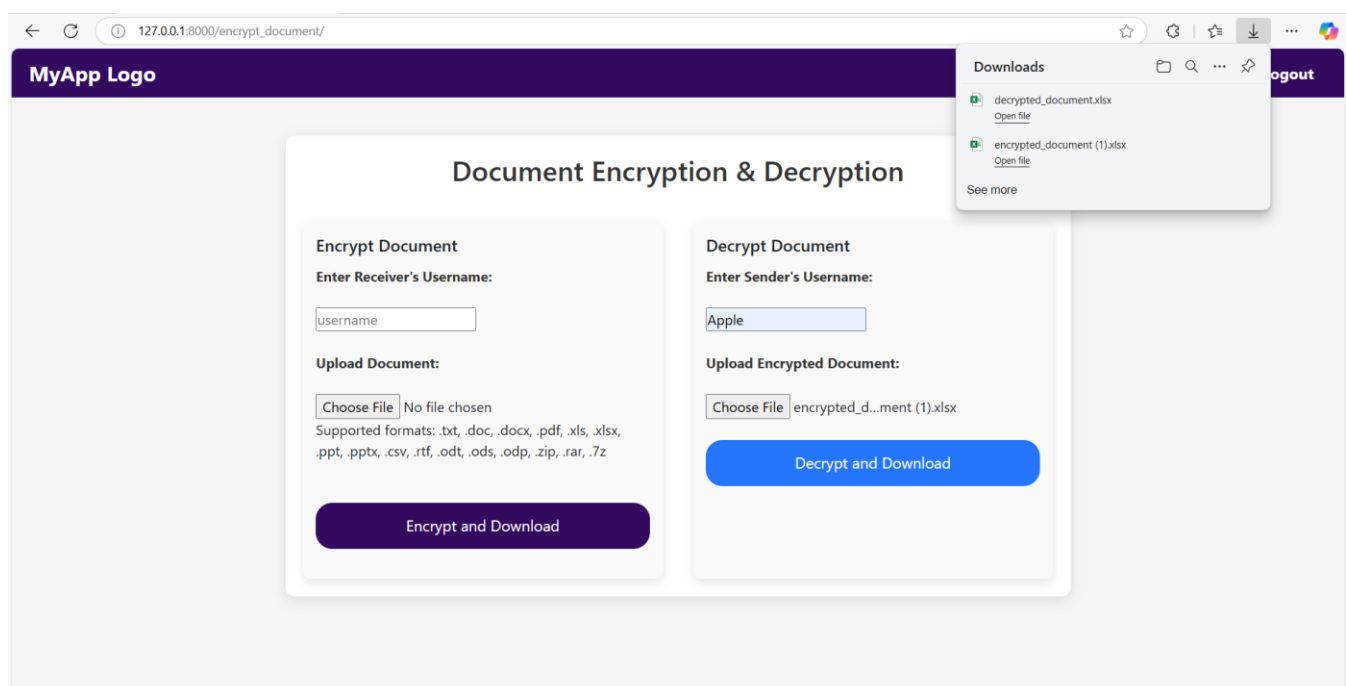 127.0.0.1:8000/encrypt_document/
MyApp Logo
ogout
Downloads
decrypted_document.xlsx
Open file
encrypted_document (1).xlsx
Open file
See more
Document Encryption & Decryption
Encrypt Document
Enter Receiver's Username:
username
Upload Document:
Choose File No file chosen
Supported formats: .txt, .doc, .docx, .pdf, .xls, .xlsx,
.ppt, .pptx, .csv, .rtf, .odt, .ods, .odp, .zip, .rar, .7z
Encrypt and Download
Decrypt Document
Enter Sender's Username:
Apple
Upload Encrypted Document:
Choose File encrypted_d...ment (1).xlsx
Decrypt and Download